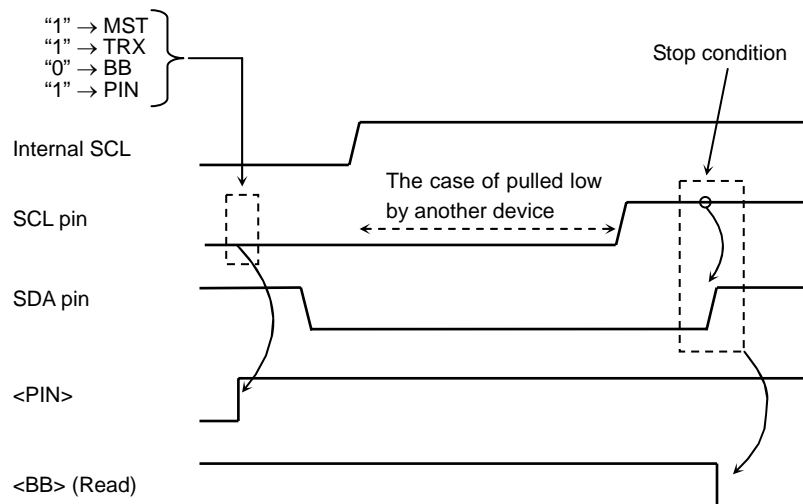 “1” → MST
“1” → TRX
“0” → BB
“1” → PIN
Stop condition
Internal SCL
The case of pulled low
by another device
SCL pin
SDA pin
<PIN>
<BB> (Read)